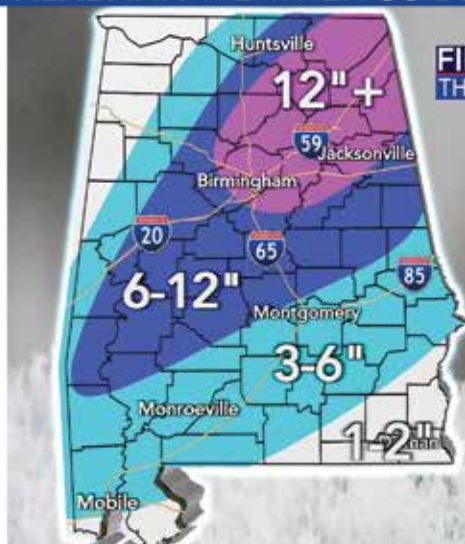 Huntsville
FI
TH
12"+
59
Jacksonville
Birmingham
20
65
85
6-12"
Montgomery
3-6"
Monroeville
1-2"
Mobile